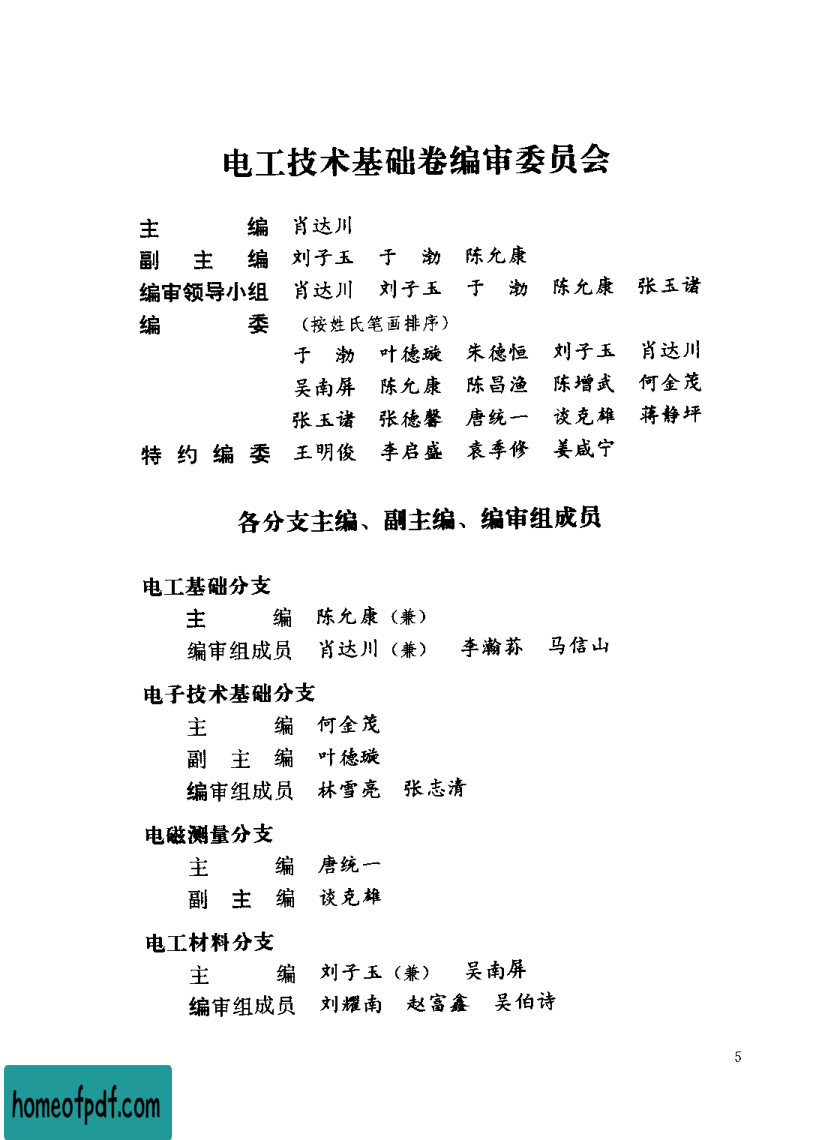 电工技术基础卷编审委员会
主编 肖达川
副主编 刘子玉 于渤 陈允康
编审领导小组 肖达川 刘子玉 于渤 陈允康 张玉诸
编委 (按姓氏笔画排序)
于渤 叶德璇 朱德恒 刘子玉 肖达川
吴南屏 陈允康 陈昌渔 陈增武 何金茂
张玉诸 张德馨 唐统一 谈克雄 蒋静坪
特约编委 王明俊 李启盛 袁季修 姜咸宁
各分支主编、副主编、编审组成员
电工基础分支
主编 陈允康(兼)
编审组成员 肖达川(兼) 李瀚荪 马信山
电子技术基础分支
主编 何金茂
副主编 叶德璇
编审组成员 林雪亮 张志清
电磁测量分支
主编 唐统一
副主编 谈克雄
电工材料分支
主编 刘子玉(兼) 吴南屏
编审组成员 刘耀南 赵富鑫 吴伯诗
5
homeofpdf.com